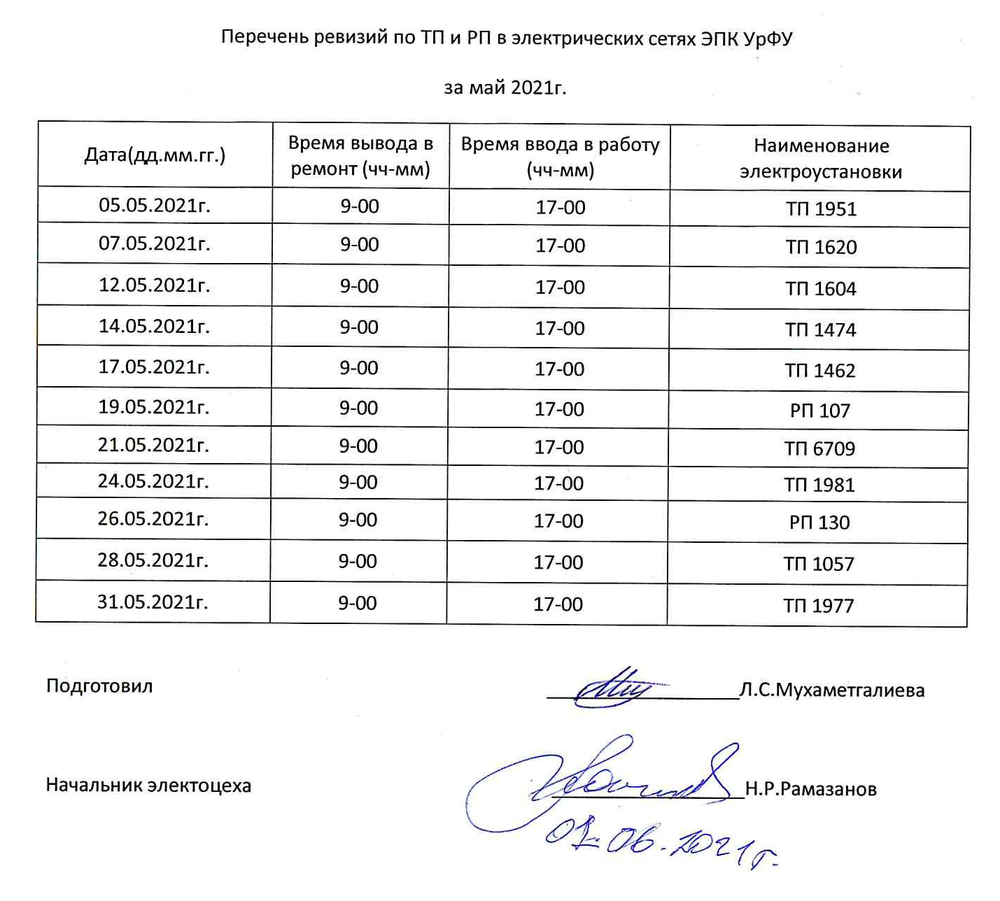 Перечень ревизий по ТП и РП в электрических сетях ЭПК УрФУ
за май 2021г.
Дата(дд.мм.гг.) Время вывода в ремонт (чч-мм) Время ввода в работу (чч-мм) Наименование электроустановки
05.05.2021г. 9-00 17-00 ТП 1951
07.05.2021г. 9-00 17-00 ТП 1620
12.05.2021г. 9-00 17-00 ТП 1604
14.05.2021г. 9-00 17-00 ТП 1474
17.05.2021г. 9-00 17-00 ТП 1462
19.05.2021г. 9-00 17-00 РП 107
21.05.2021г. 9-00 17-00 ТП 6709
24.05.2021г. 9-00 17-00 ТП 1981
26.05.2021г. 9-00 17-00 РП 130
28.05.2021г. 9-00 17-00 ТП 1057
31.05.2021г. 9-00 17-00 ТП 1977
Подготовил Л.С.Мухаметгалиева
Начальник электоцеха Н.Р.Рамазанов
01.06.2021г.